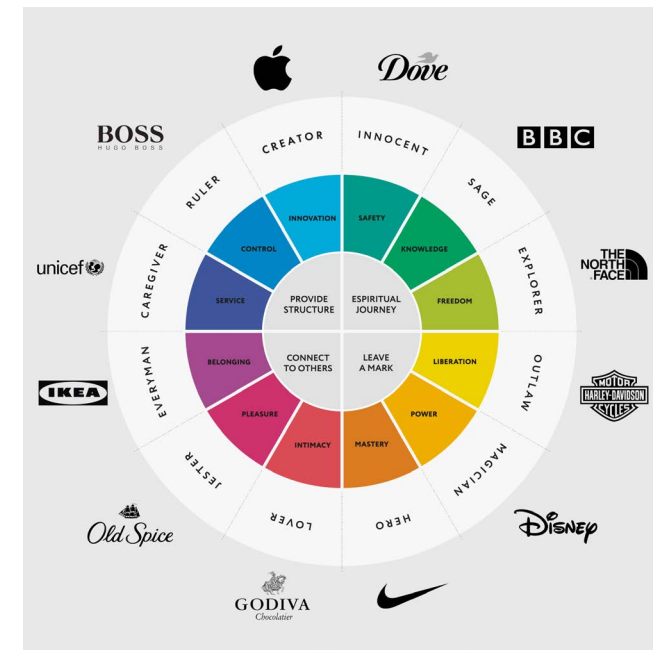 Dove
BOSS
HUGO BOSS
BBC
CREATOR
INNOCENT
RULER
SAGE
INNOVATION
SAFETY
CONTROL
KNOWLEDGE
CAREGIVER
EXPLORER
unicef
THE
NORTH
FACE
SERVICE
PROVIDE
STRUCTURE
ESPIRITUAL
JOURNEY
FREEDOM
BELONGING
CONNECT
TO OTHERS
LEAVE
A MARK
LIBERATION
EVERYMAN
OUTLAW
IKEA
MOTOR
HARLEY-DAVIDSON
CYCLES
PLEASURE
POWER
INTIMACY
MASTERY
JESTER
MAGICIAN
LOVER
HERO
Old Spice
Disney
GODIVA
Chocolatier